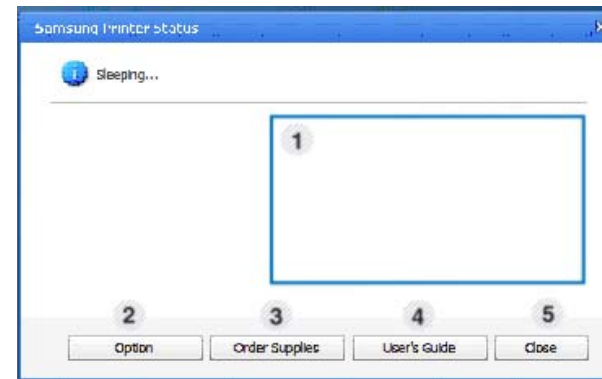 Samsung Printer Status
Sleeping...
1
2 3 4 5
Option Order Supplies User's Guide Close